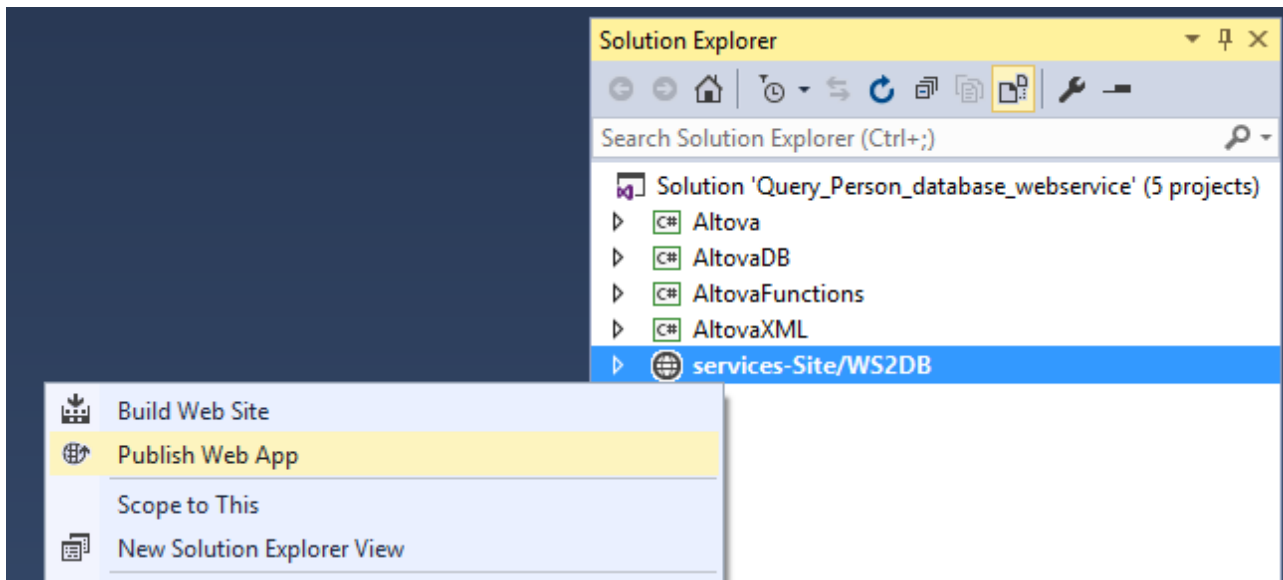 Solution Explorer
Search Solution Explorer (Ctrl+;)
Solution 'Query_Person_database_webservice' (5 projects)
C# Altova
C# AltovaDB
C# AltovaFunctions
C# AltovaXML
services-Site/WS2DB
Build Web Site
Publish Web App
Scope to This
New Solution Explorer View